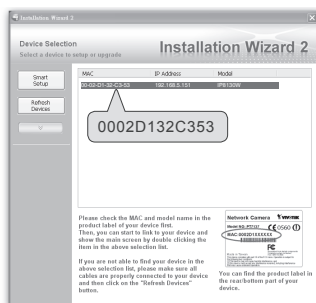 Installation Wizard 2
Device Selection
Select a device to setup or upgrade
Installation Wizard 2
Smart
Setup
Refresh
Devices
MAC IP Address Model
00-02-D1-32-C3-53 192.168.5.151 IP8130W
0002D132C353
Please check the MAC and model name in the
product label of your device first.
Then, you can start to link to your device and
show the main screen by double clicking the
item in the above selection list.
If you are not able to find your device in the
above selection list, please make sure all
cables are properly connected to your device
and then click on the "Refresh Devices"
button.
Network Camera VIVOTEK
Model NO: PT7137 CE 0560
MAC:0002D1XXXXXX
FC
You can find the product label in
the rear/bottom part of your
device.